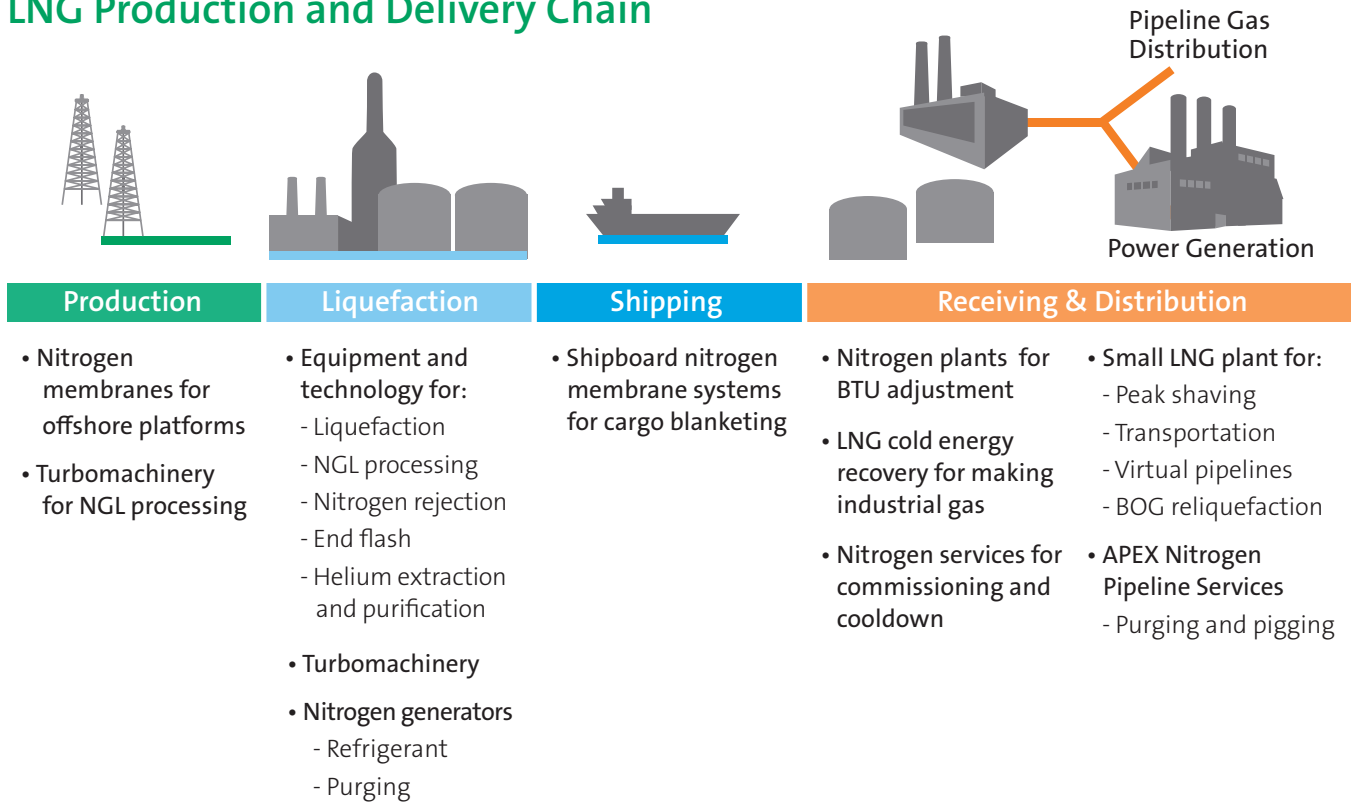 LNG Production and Delivery Chain
Pipeline Gas
Distribution
Power Generation
Production
Liquefaction
Shipping
Receiving & Distribution
• Nitrogen
membranes for
offshore platforms
• Turbomachinery
for NGL processing
• Equipment and
technology for:
- Liquefaction
- NGL processing
- Nitrogen rejection
- End flash
- Helium extraction
and purification
• Turbomachinery
• Nitrogen generators
- Refrigerant
- Purging
• Shipboard nitrogen
membrane systems
for cargo blanketing
• Nitrogen plants for
BTU adjustment
• LNG cold energy
recovery for making
industrial gas
• Nitrogen services for
commissioning and
cooldown
• Small LNG plant for:
- Peak shaving
- Transportation
- Virtual pipelines
- BOG reliquefaction
• APEX Nitrogen
Pipeline Services
- Purging and pigging